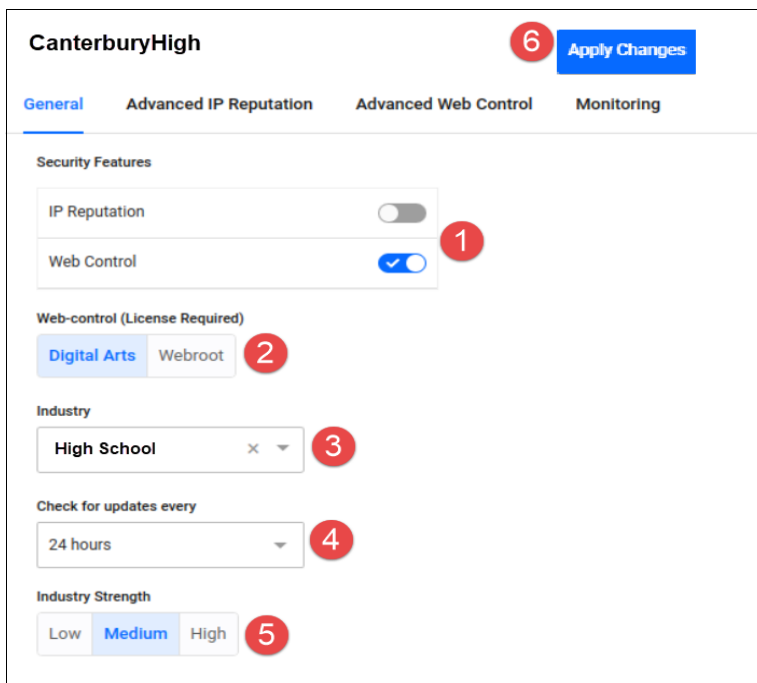 CanterburyHigh
6
Apply Changes
General Advanced IP Reputation Advanced Web Control Monitoring
Security Features
IP Reputation
1
Web Control
Web-control (License Required)
Digital Arts Webroot 2
Industry
High School 3
Check for updates every
24 hours 4
Industry Strength
Low Medium High 5